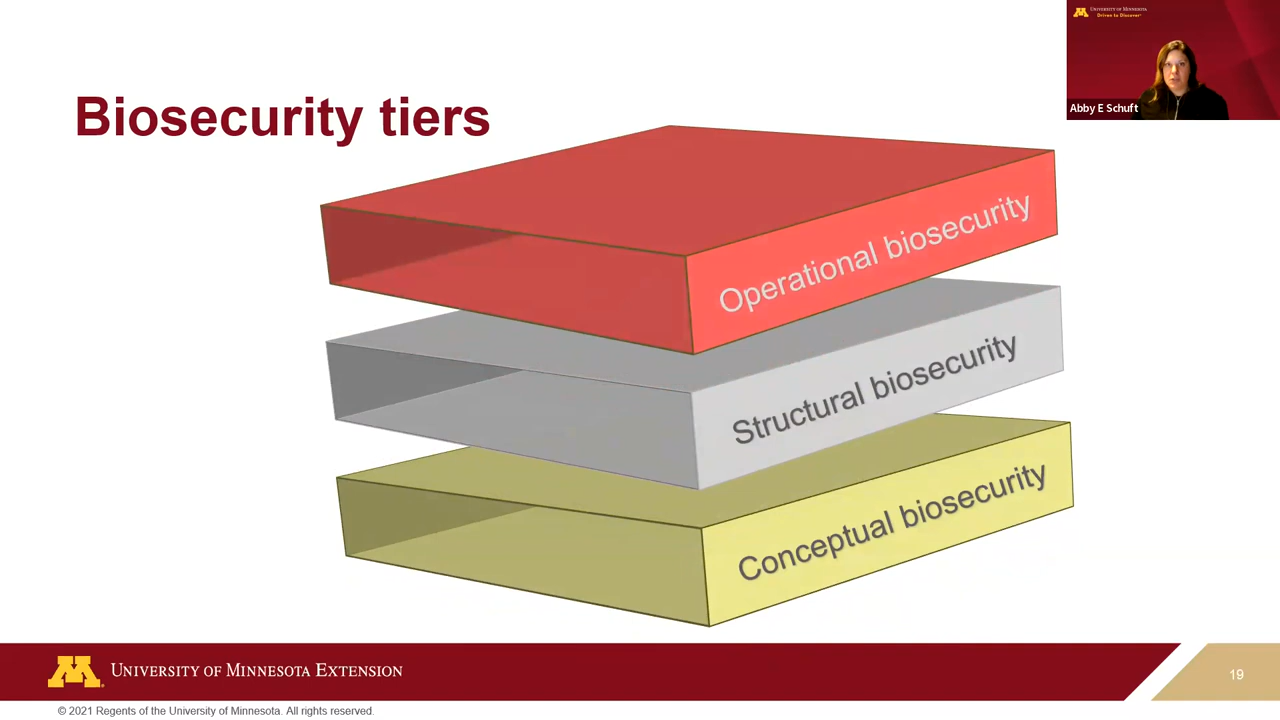 UNIVERSITY OF MINNESOTA
Driven to Discover
Abby E Schuft
Biosecurity tiers
Operational biosecurity
Structural biosecurity
Conceptual biosecurity
M
UNIVERSITY OF MINNESOTA EXTENSION
19
© 2021 Regents of the University of Minnesota. All rights reserved.